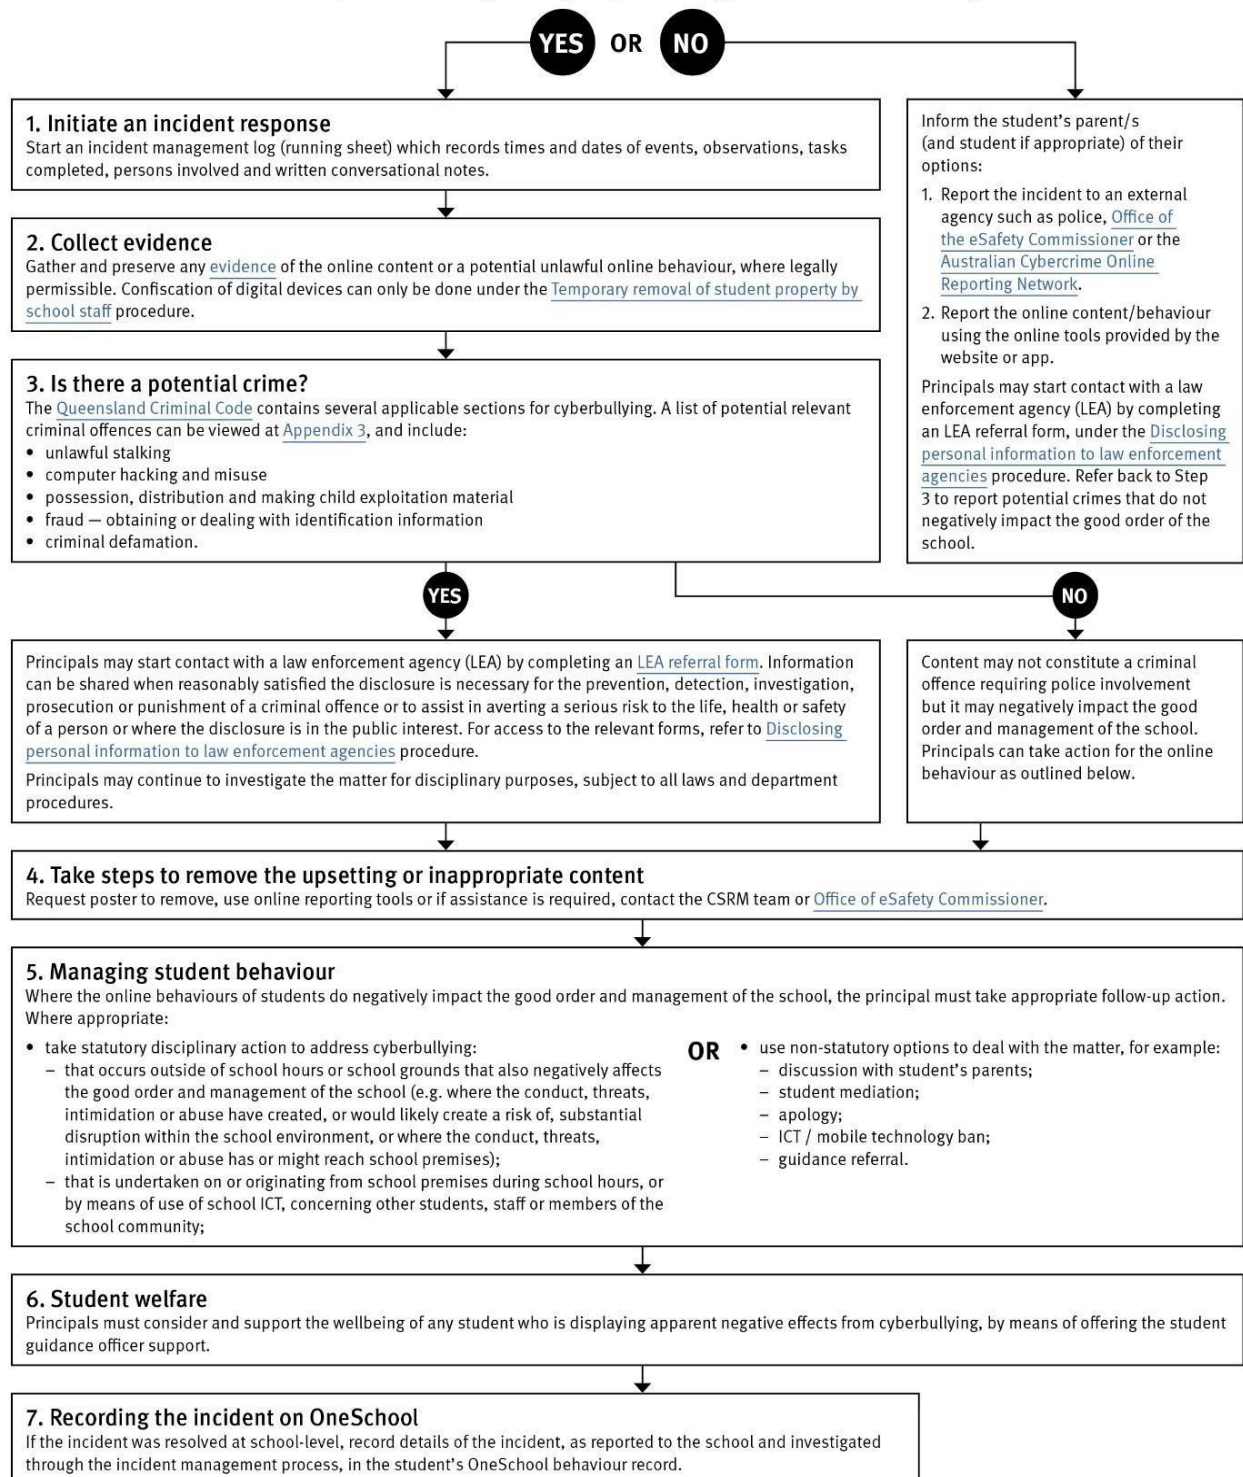 YES OR NO
1. Initiate an incident response
Start an incident management log (running sheet) which records times and dates of events, observations, tasks
completed, persons involved and written conversational notes.
2. Collect evidence
Gather and preserve any evidence of the online content or a potential unlawful online behaviour, where legally
permissible. Confiscation of digital devices can only be done under the Temporary removal of student property by
school staff procedure.
3. Is there a potential crime?
The Queensland Criminal Code contains several applicable sections for cyberbullying. A list of potential relevant
criminal offences can be viewed at Appendix 3, and include:
• unlawful stalking
• computer hacking and misuse
• possession, distribution and making child exploitation material
• fraud — obtaining or dealing with identification information
• criminal defamation.
Inform the student's parent/s
(and student if appropriate) of their
options:
1. Report the incident to an external
agency such as police, Office of
the eSafety Commissioner or the
Australian Cybercrime Online
Reporting Network.
2. Report the online content/behaviour
using the online tools provided by the
website or app.
Principals may start contact with a law
enforcement agency (LEA) by completing
an LEA referral form, under the Disclosing
personal information to law enforcement
agencies procedure. Refer back to Step
3 to report potential crimes that do not
negatively impact the good order of the
school.
YES
NO
Principals may start contact with a law enforcement agency (LEA) by completing an LEA referral form. Information
can be shared when reasonably satisfied the disclosure is necessary for the prevention, detection, investigation,
prosecution or punishment of a criminal offence or to assist in averting a serious risk to the life, health or safety
of a person or where the disclosure is in the public interest. For access to the relevant forms, refer to Disclosing
personal information to law enforcement agencies procedure.
Principals may continue to investigate the matter for disciplinary purposes, subject to all laws and department
procedures.
Content may not constitute a criminal
offence requiring police involvement
but it may negatively impact the good
order and management of the school.
Principals can take action for the online
behaviour as outlined below.
4. Take steps to remove the upsetting or inappropriate content
Request poster to remove, use online reporting tools or if assistance is required, contact the CSRM team or Office of eSafety Commissioner.
5. Managing student behaviour
Where the online behaviours of students do negatively impact the good order and management of the school, the principal must take appropriate follow-up action.
Where appropriate:
• take statutory disciplinary action to address cyberbullying:
– that occurs outside of school hours or school grounds that also negatively affects
the good order and management of the school (e.g. where the conduct, threats,
intimidation or abuse have created, or would likely create a risk of, substantial
disruption within the school environment, or where the conduct, threats,
intimidation or abuse has or might reach school premises);
– that is undertaken on or originating from school premises during school hours, or
by means of use of school ICT, concerning other students, staff or members of the
school community;
OR
• use non-statutory options to deal with the matter, for example:
– discussion with student's parents;
– student mediation;
– apology;
– ICT / mobile technology ban;
– guidance referral.
6. Student welfare
Principals must consider and support the wellbeing of any student who is displaying apparent negative effects from cyberbullying, by means of offering the student
guidance officer support.
7. Recording the incident on OneSchool
If the incident was resolved at school-level, record details of the incident, as reported to the school and investigated
through the incident management process, in the student's OneSchool behaviour record.